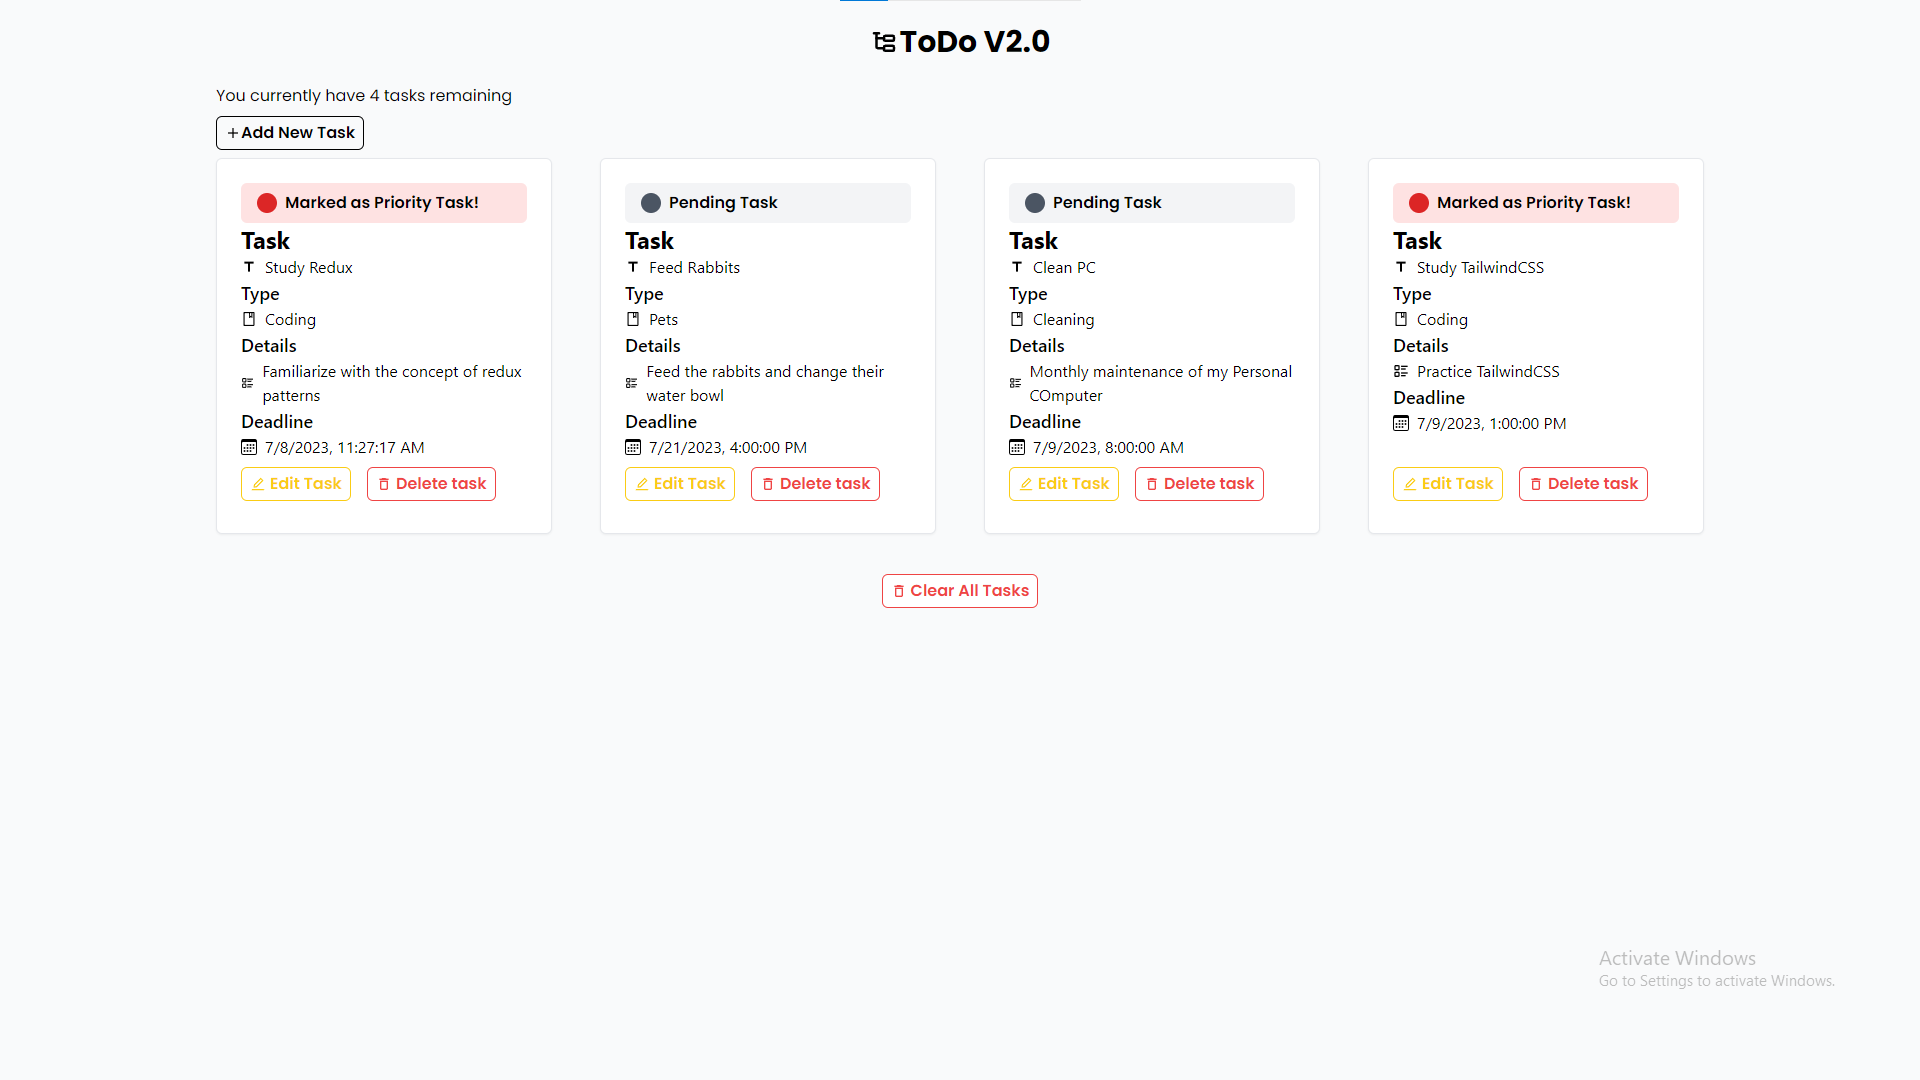 ToDo V2.0
You currently have 4 tasks remaining
+ Add New Task
Marked as Priority Task!
Task
Study Redux
Type
Coding
Details
Familiarize with the concept of redux
patterns
Deadline
7/8/2023, 11:27:17 AM
Edit Task
Delete task
Pending Task
Task
Feed Rabbits
Type
Pets
Details
Feed the rabbits and change their
water bowl
Deadline
7/21/2023, 4:00:00 PM
Edit Task
Delete task
Pending Task
Task
Clean PC
Type
Cleaning
Details
Monthly maintenance of my Personal
COmputer
Deadline
7/9/2023, 8:00:00 AM
Edit Task
Delete task
Marked as Priority Task!
Task
Study TailwindCSS
Type
Coding
Details
Practice TailwindCSS
Deadline
7/9/2023, 1:00:00 PM
Edit Task
Delete task
Clear All Tasks
Activate Windows
Go to Settings to activate Windows.